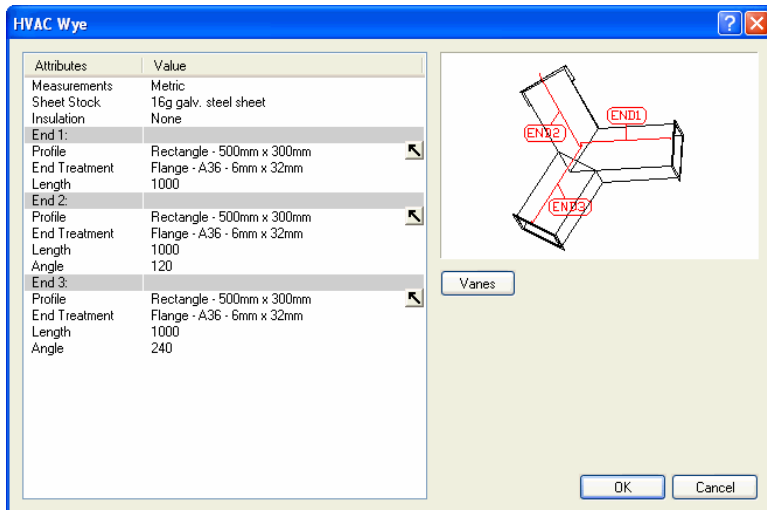 HVAC Wye
Attributes Value
Measurements Metric
Sheet Stock 16g galv. steel sheet
Insulation None
End 1:
Profile Rectangle - 500mm x 300mm
End Treatment Flange - A36 - 6mm x 32mm
Length 1000
End 2:
Profile Rectangle - 500mm x 300mm
End Treatment Flange - A36 - 6mm x 32mm
Length 1000
Angle 120
End 3:
Profile Rectangle - 500mm x 300mm
End Treatment Flange - A36 - 6mm x 32mm
Length 1000
Angle 240
END1
END2
END3
Vanes
OK Cancel